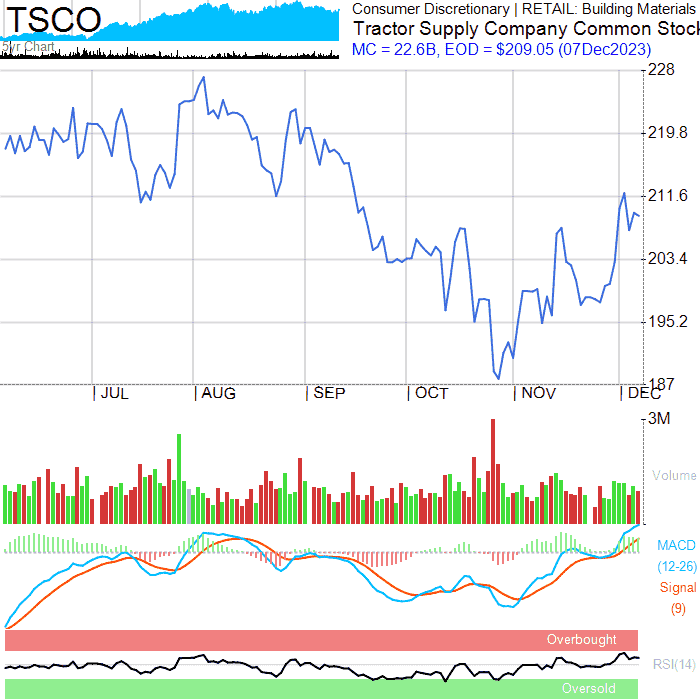 TSCO
5yr Chart
Consumer Discretionary | RETAIL: Building Materials
Tractor Supply Company Common Stock
MC = 22.6B, EOD = $209.05 (07Dec2023)
228
219.8
211.6
203.4
195.2
187
JUL
AUG
SEP
OCT
NOV
DEC
3M
Volume
MACD
(12-26)
Signal
(9)
Overbought
RSI(14)
Oversold